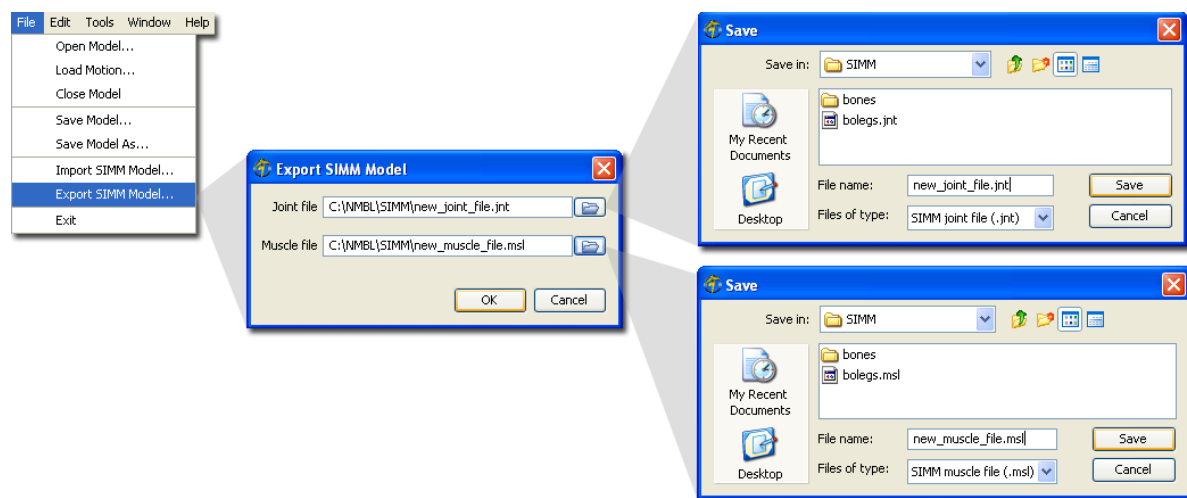 File Edit Tools Window Help
Open Model...
Load Motion...
Close Model
Save Model...
Save Model As...
Import SIMM Model...
Export SIMM Model...
Exit
Export SIMM Model
Joint file C:\NMBL\SIMM\new_joint_file.jnt
Muscle file C:\NMBL\SIMM\new_muscle_file.msl
OK Cancel
Save
Save in: SIMM
bones
bolegs.jnt
My Recent
Documents
Desktop
File name: new_joint_file.jnt Save
Files of type: SIMM joint file (.jnt) Cancel
Save
Save in: SIMM
bones
bolegs.msl
My Recent
Documents
Desktop
File name: new_muscle_file.msl Save
Files of type: SIMM muscle file (.msl) Cancel